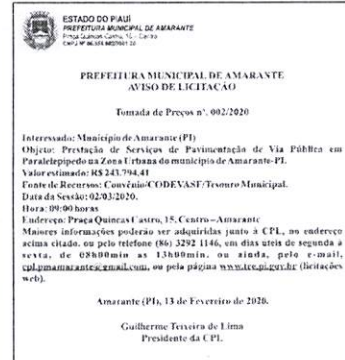 ESTADO DO PIAUÍ
PREFEITURA MUNICIPAL DE AMARANTE
Centro
PREFEITURA MUNICIPAL DE AMARANTE
AVISO DE LICITAÇÃO
Tomada de Preços nº. 002/2020
Interessado: Município de Amarante (PI)
Objeto: Prestação de Serviços de Pavimentação de Via Pública em
Paralelepípedo na Zona Urbana do município de Amarante-PI.
Valor estimado: R$ 243.794,41
Fonte de Recursos: Convênio/CODEVASF/Tesouro Municipal.
Data da Sessão: 02/03/2020.
Hora: 09:00 horas
Endereço: Praça Quincas Castro, 15, Centro – Amarante
Maiores informações poderão ser adquiridas junto à CPL, no endereço
acima citado, ou pelo telefone (86) 3292 1146, em dias úteis de segunda à
sexta, de 08h00min as 13h00min, ou ainda, pelo e-mail,
cpl.pmamarante@gmail.com, ou pela página www.tce.pi.gov.br (licitações
web).
Amarante (PI), 13 de Fevereiro de 2020.
Guilherme Teixeira de Lima
Presidente da CPL